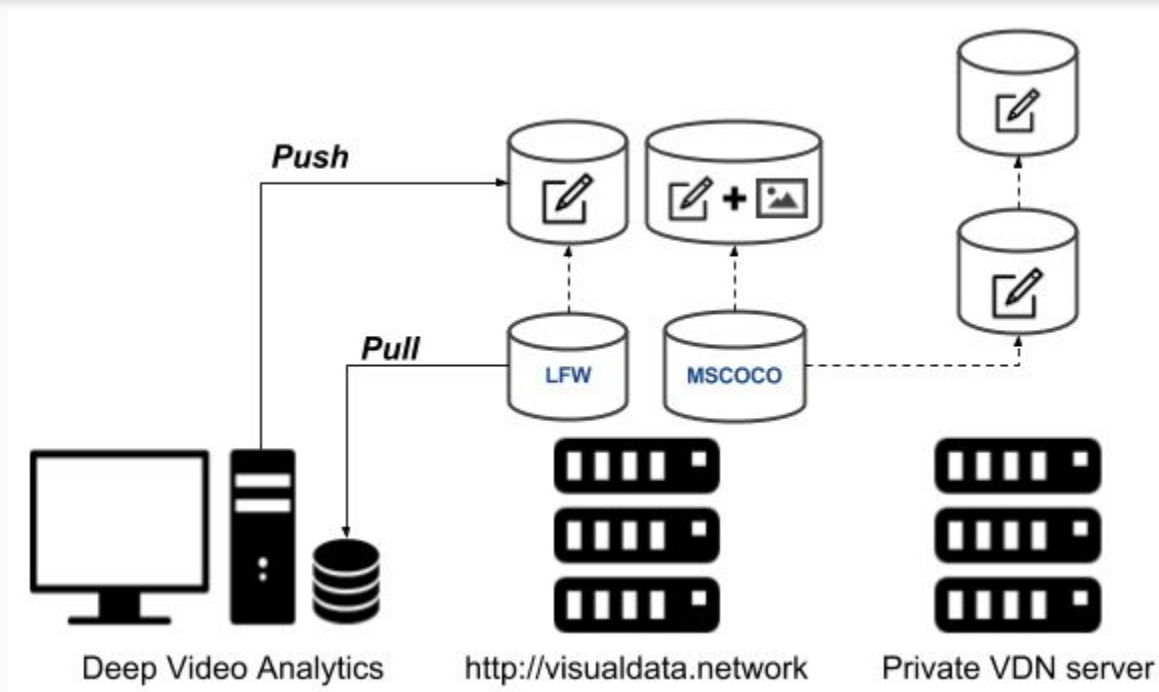 Push
Pull
LFW
MSCOCO
Deep Video Analytics
http://visualdata.network
Private VDN server